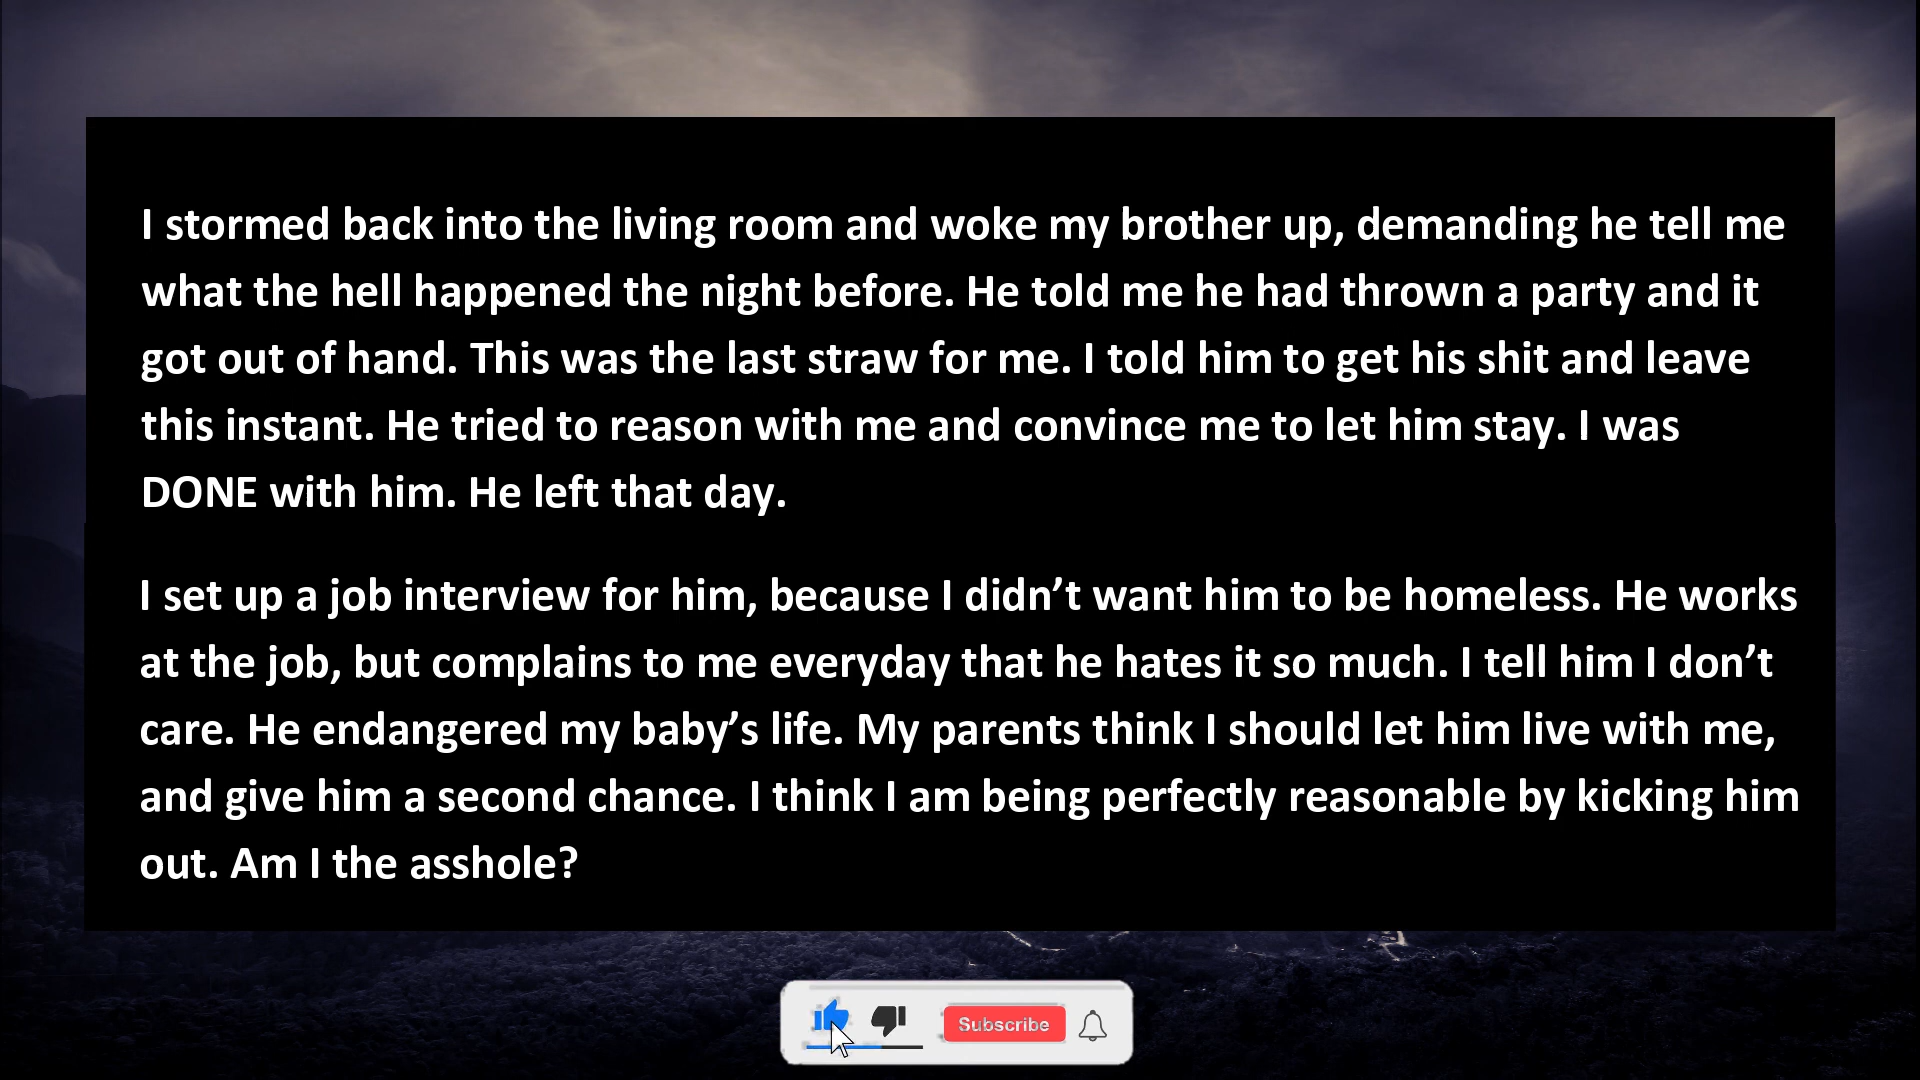 I stormed back into the living room and woke my brother up, demanding he tell me
what the hell happened the night before. He told me he had thrown a party and it
got out of hand. This was the last straw for me. I told him to get his shit and leave
this instant. He tried to reason with me and convince me to let him stay. I was
DONE with him. He left that day.
I set up a job interview for him, because I didn’t want him to be homeless. He works
at the job, but complains to me everyday that he hates it so much. I tell him I don’t
care. He endangered my baby’s life. My parents think I should let him live with me,
and give him a second chance. I think I am being perfectly reasonable by kicking him
out. Am I the asshole?
Subscribe